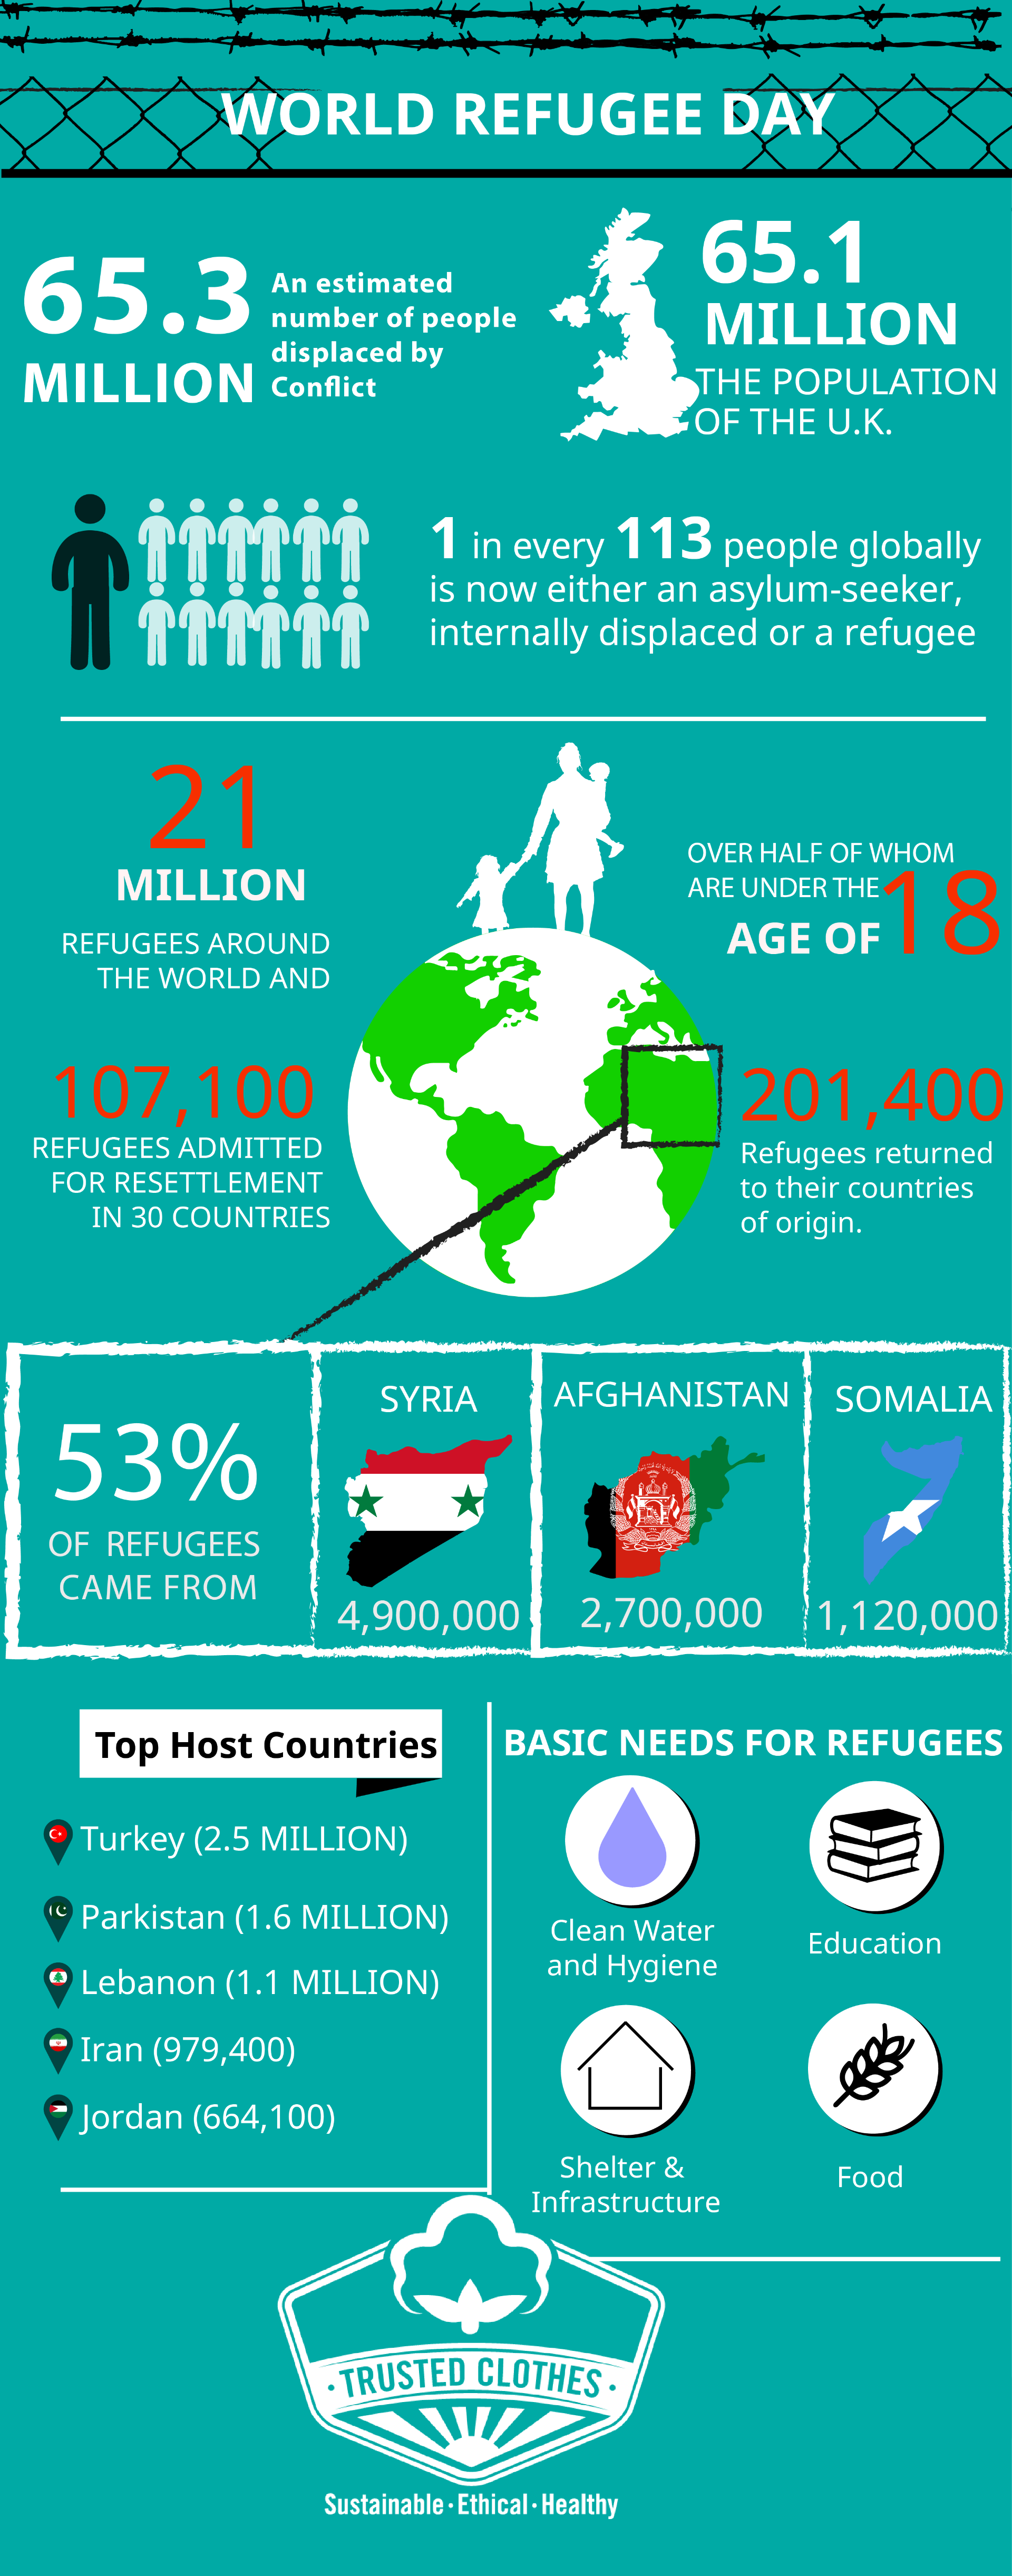 WORLD REFUGEE DAY
65.3
MILLION
An estimated
number of people
displaced by
Conflict
65.1
MILLION
THE POPULATION
OF THE U.K.
1 in every 113 people globally
is now either an asylum-seeker,
internally displaced or a refugee
21
MILLION
REFUGEES AROUND
THE WORLD AND
OVER HALF OF WHOM
ARE UNDER THE
AGE OF 18
107,100
REFUGEES ADMITTED
FOR RESETTLEMENT
IN 30 COUNTRIES
201,400
Refugees returned
to their countries
of origin.
53%
OF REFUGEES
CAME FROM
SYRIA
4,900,000
AFGHANISTAN
2,700,000
SOMALIA
1,120,000
Top Host Countries
Turkey (2.5 MILLION)
Parkistan (1.6 MILLION)
Lebanon (1.1 MILLION)
Iran (979,400)
Jordan (664,100)
BASIC NEEDS FOR REFUGEES
Clean Water
and Hygiene
Education
Shelter &
Infrastructure
Food
· TRUSTED CLOTHES ·
Sustainable · Ethical · Healthy